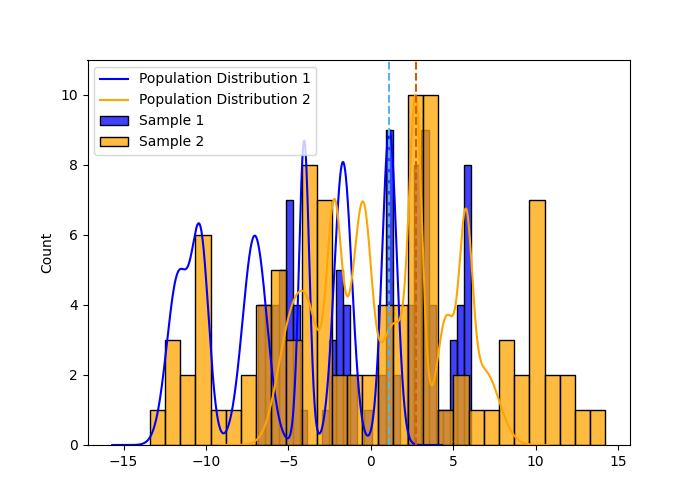 Population Distribution 1
Population Distribution 2
Sample 1
Sample 2
Count
10
8
6
4
2
0
−15 −10 −5 0 5 10 15